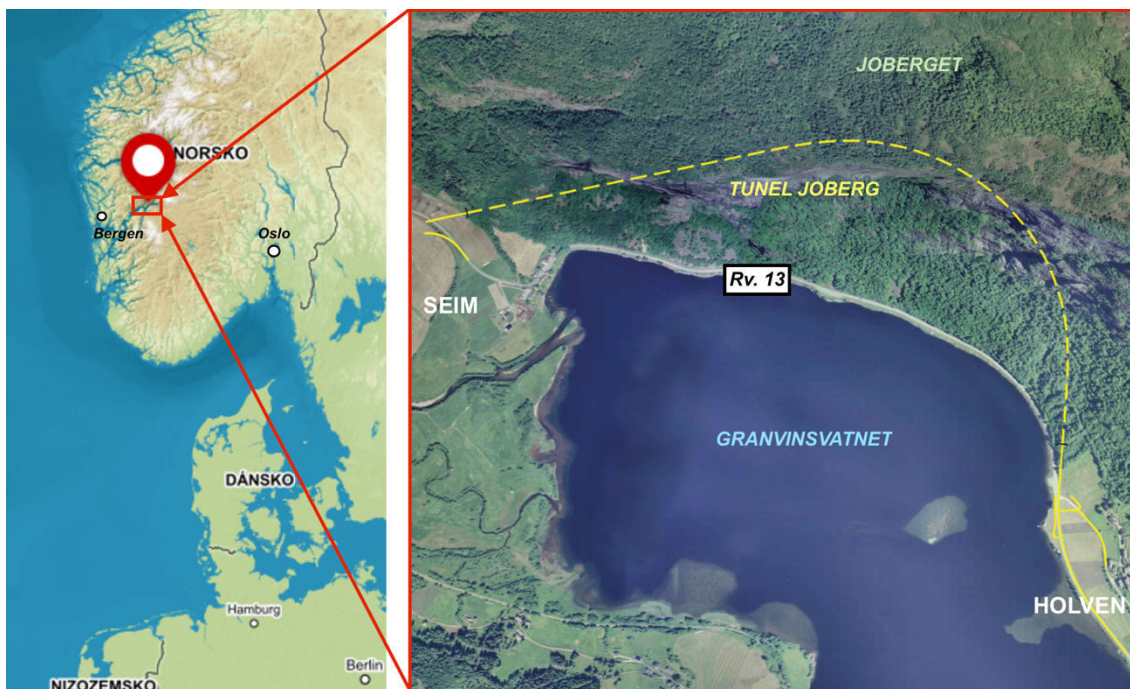 NORSKO
Bergen
Oslo
DÁNSKO
Hamburg
Berlin
NIZOZEMSKO
JOBERGET
TUNEL JOBERG
Rv. 13
SEIM
GRANVINSVATNET
HOLVEN